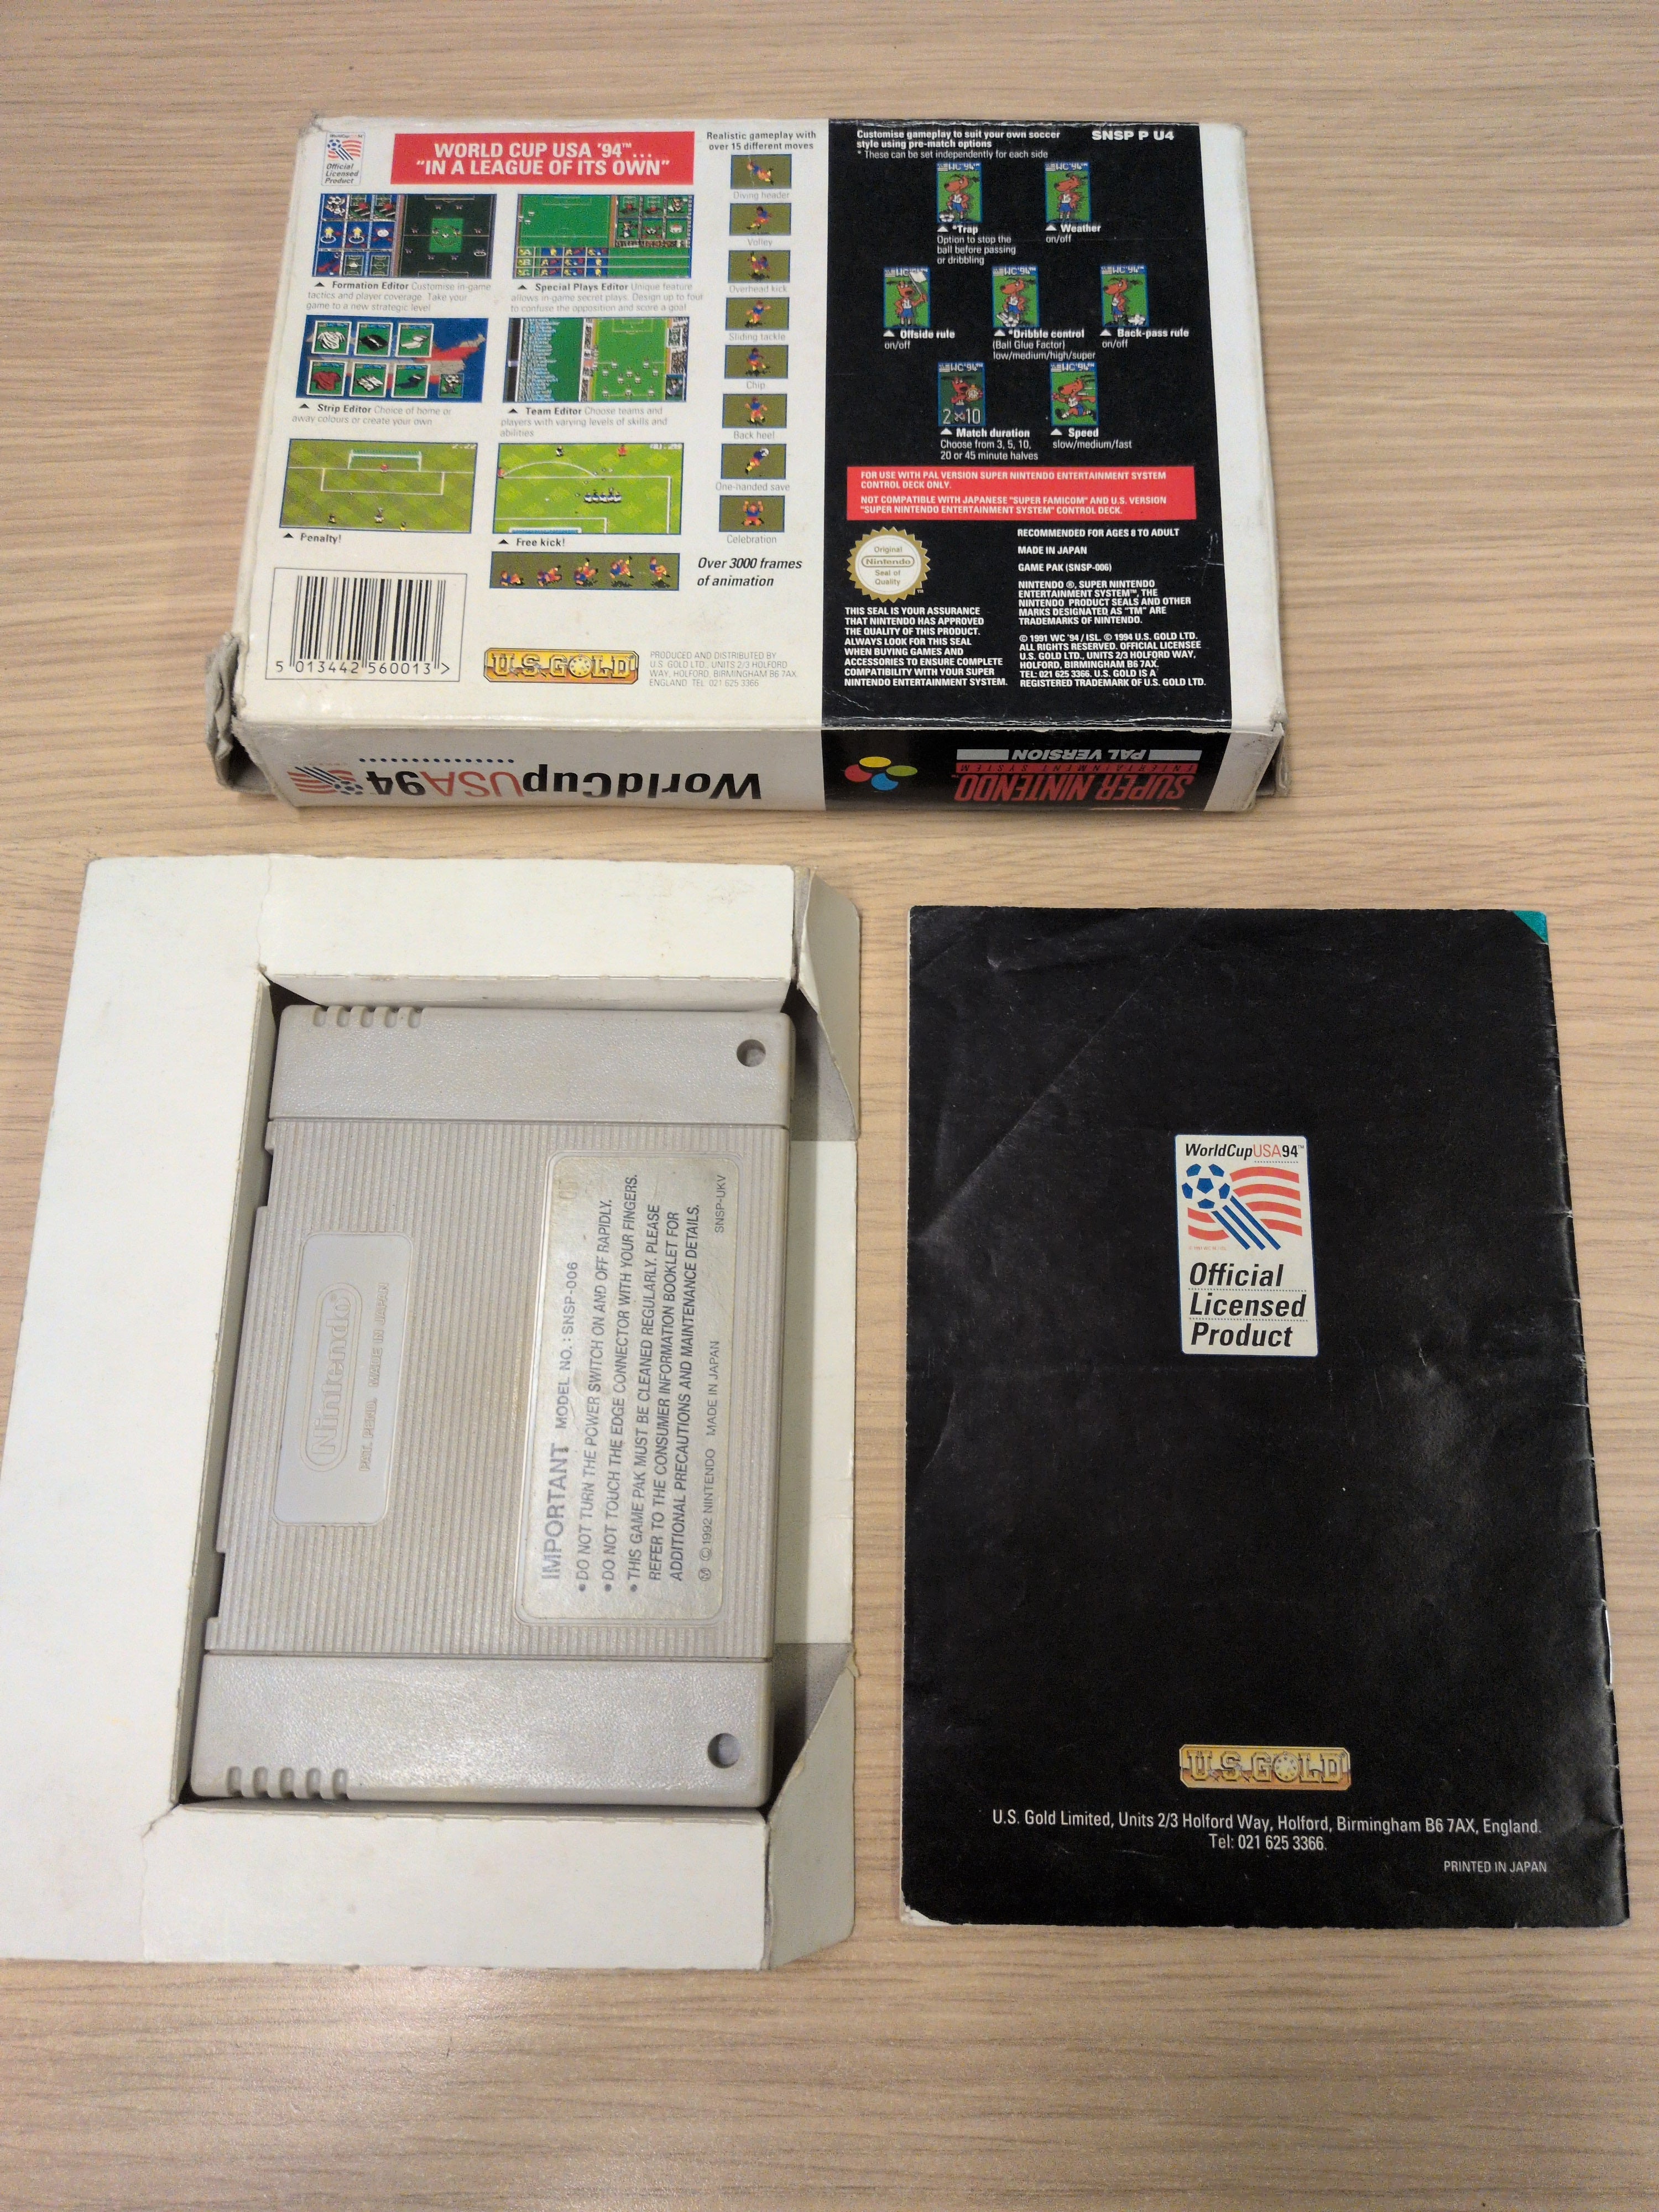 WorldCupUSA94
Official
Licensed
Product
WORLD CUP USA '94™...
"IN A LEAGUE OF ITS OWN"
Formation Editor Customise in-game
tactics and player coverage. Take your
game to a new strategic level
Special Plays Editor Unique feature
allows in-game secret plays. Design up to four
to confuse the opposition and score a goal
Strip Editor Choice of home or
away colours or create your own
Team Editor Choose teams and
players with varying levels of skills and
abilities
Penalty!
Free kick!
Realistic gameplay with
over 15 different moves
Diving header
Volley
Overhead kick
Sliding tackle
Chip
Back heel
One-handed save
Celebration
Over 3000 frames
of animation
5 013442 560013 >
U.S. GOLD
PRODUCED AND DISTRIBUTED BY
U.S. GOLD LTD., UNITS 2/3 HOLFORD
WAY, HOLFORD, BIRMINGHAM B6 7AX.
ENGLAND. TEL: 021 625 3366
Customise gameplay to suit your own soccer
style using pre-match options
* These can be set independently for each side
SNSP P U4
WC'94™
WC'94™
*Trap
Option to stop the
ball before passing
or dribbling
Weather
on/off
WC'94™
WC'94™
WC'94™
Offside rule
on/off
*Dribble control
(Ball Glue Factor)
low/medium/high/super
Back-pass rule
on/off
WC'94™
WC'94™
2x10
Match duration
Choose from 3, 5, 10,
20 or 45 minute halves
Speed
slow/medium/fast
FOR USE WITH PAL VERSION SUPER NINTENDO ENTERTAINMENT SYSTEM
CONTROL DECK ONLY.
NOT COMPATIBLE WITH JAPANESE "SUPER FAMICOM" AND U.S. VERSION
"SUPER NINTENDO ENTERTAINMENT SYSTEM" CONTROL DECK.
Original
Nintendo
Seal of
Quality
TM
THIS SEAL IS YOUR ASSURANCE
THAT NINTENDO HAS APPROVED
THE QUALITY OF THIS PRODUCT.
ALWAYS LOOK FOR THIS SEAL
WHEN BUYING GAMES AND
ACCESSORIES TO ENSURE COMPLETE
COMPATIBILITY WITH YOUR SUPER
NINTENDO ENTERTAINMENT SYSTEM.
RECOMMENDED FOR AGES 8 TO ADULT
MADE IN JAPAN
GAME PAK (SNSP-006)
NINTENDO ®, SUPER NINTENDO
ENTERTAINMENT SYSTEM™, THE
NINTENDO PRODUCT SEALS AND OTHER
MARKS DESIGNATED AS "TM" ARE
TRADEMARKS OF NINTENDO.
© 1991 WC '94 / ISL. © 1994 U.S. GOLD LTD.
ALL RIGHTS RESERVED. OFFICIAL LICENSEE
U.S. GOLD LTD., UNITS 2/3 HOLFORD WAY,
HOLFORD, BIRMINGHAM B6 7AX.
TEL: 021 625 3366. U.S. GOLD IS A
REGISTERED TRADEMARK OF U.S. GOLD LTD.
WorldCupUSA94
SUPER NINTENDO
ENTERTAINMENT SYSTEM
PAL VERSION
Nintendo®
PAT. PEND. MADE IN JAPAN
IMPORTANT MODEL NO.: SNSP-006
• DO NOT TURN THE POWER SWITCH ON AND OFF RAPIDLY.
• DO NOT TOUCH THE EDGE CONNECTOR WITH YOUR FINGERS.
• THIS GAME PAK MUST BE CLEANED REGULARLY. PLEASE
REFER TO THE CONSUMER INFORMATION BOOKLET FOR
ADDITIONAL PRECAUTIONS AND MAINTENANCE DETAILS.
Ⓜ © 1992 NINTENDO MADE IN JAPAN SNSP-UKV
WorldCupUSA94™
Official
Licensed
Product
U.S. GOLD
U.S. Gold Limited, Units 2/3 Holford Way, Holford, Birmingham B6 7AX, England.
Tel: 021 625 3366.
PRINTED IN JAPAN